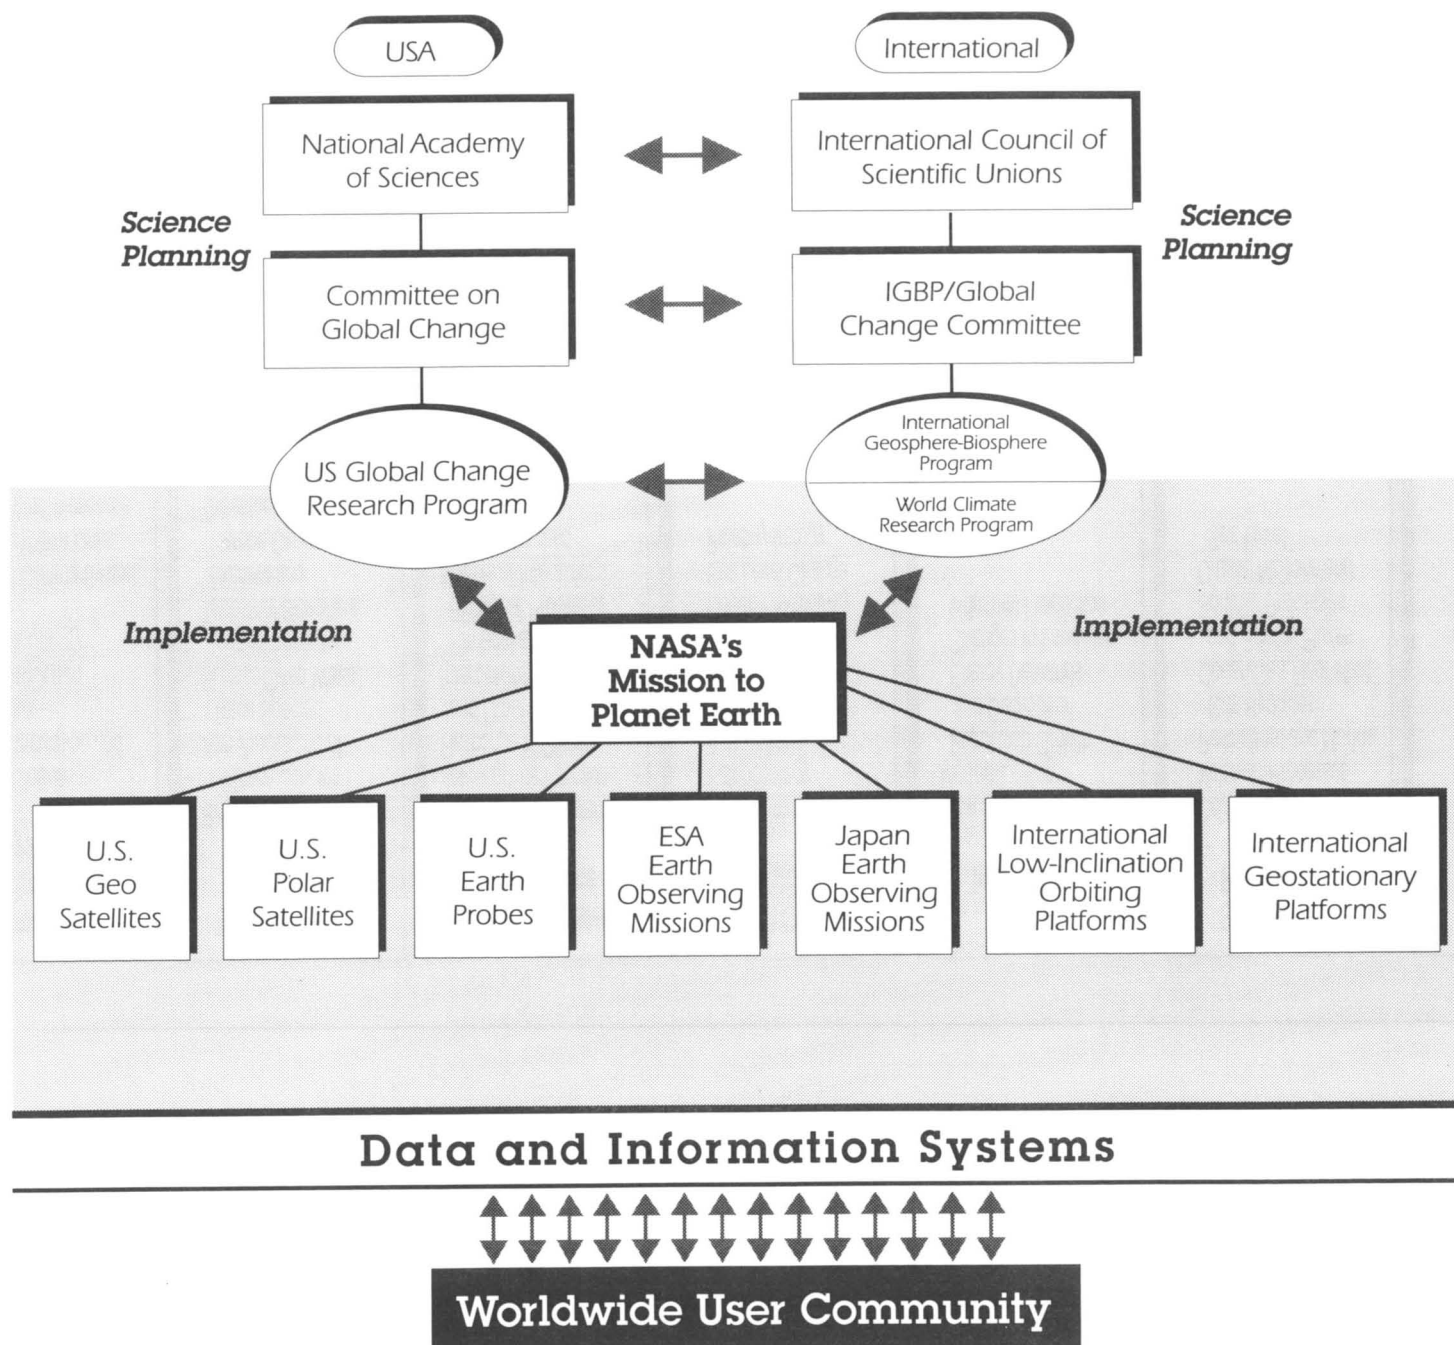 USA
International
National Academy
of Sciences
International Council of
Scientific Unions
Science
Planning
Science
Planning
Committee on
Global Change
IGBP/Global
Change Committee
US Global Change
Research Program
International
Geosphere-Biosphere
Program
World Climate
Research Program
Implementation
Implementation
NASA's
Mission to
Planet Earth
U.S.
Geo
Satellites
U.S.
Polar
Satellites
U.S.
Earth
Probes
ESA
Earth
Observing
Missions
Japan
Earth
Observing
Missions
International
Low-Inclination
Orbiting
Platforms
International
Geostationary
Platforms
Data and Information Systems
Worldwide User Community